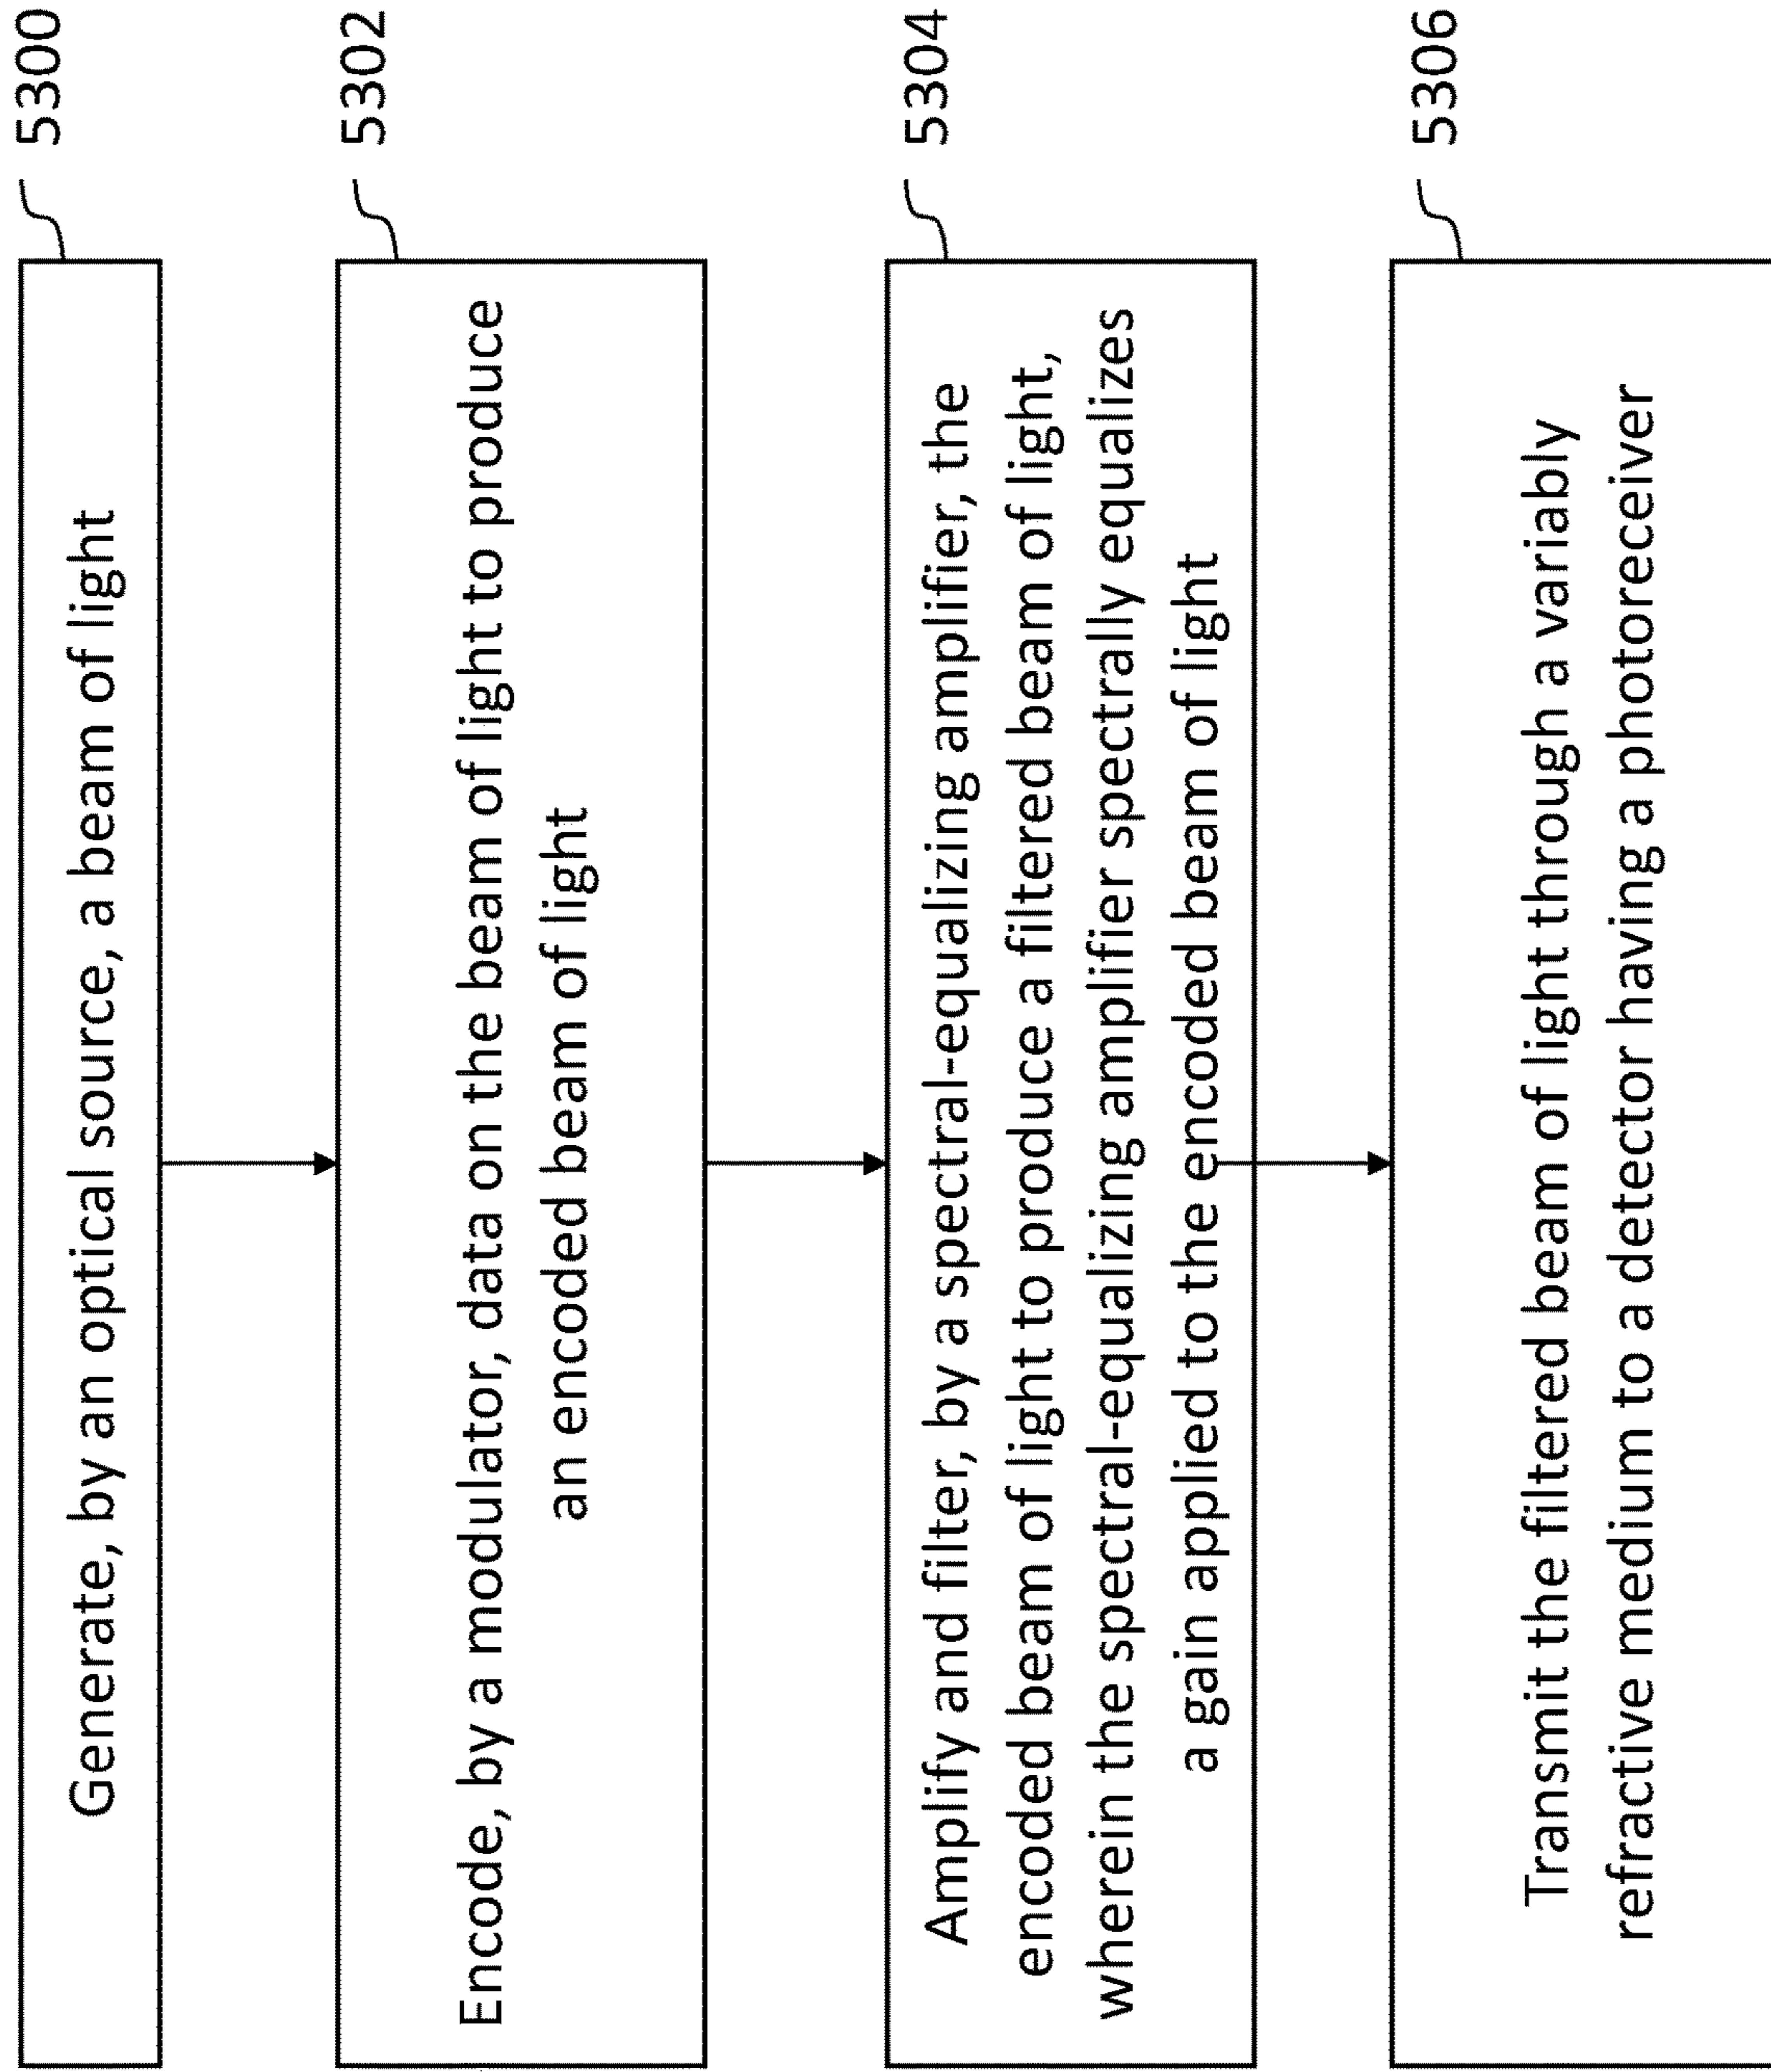 Generate, by an optical source, a beam of light
5300
Encode, by a modulator, data on the beam of light to produce
an encoded beam of light
5302
Amplify and filter, by a spectral-equalizing amplifier, the
encoded beam of light to produce a filtered beam of light,
wherein the spectral-equalizing amplifier spectrally equalizes
a gain applied to the encoded beam of light
5304
Transmit the filtered beam of light through a variably
refractive medium to a detector having a photoreceiver
5306